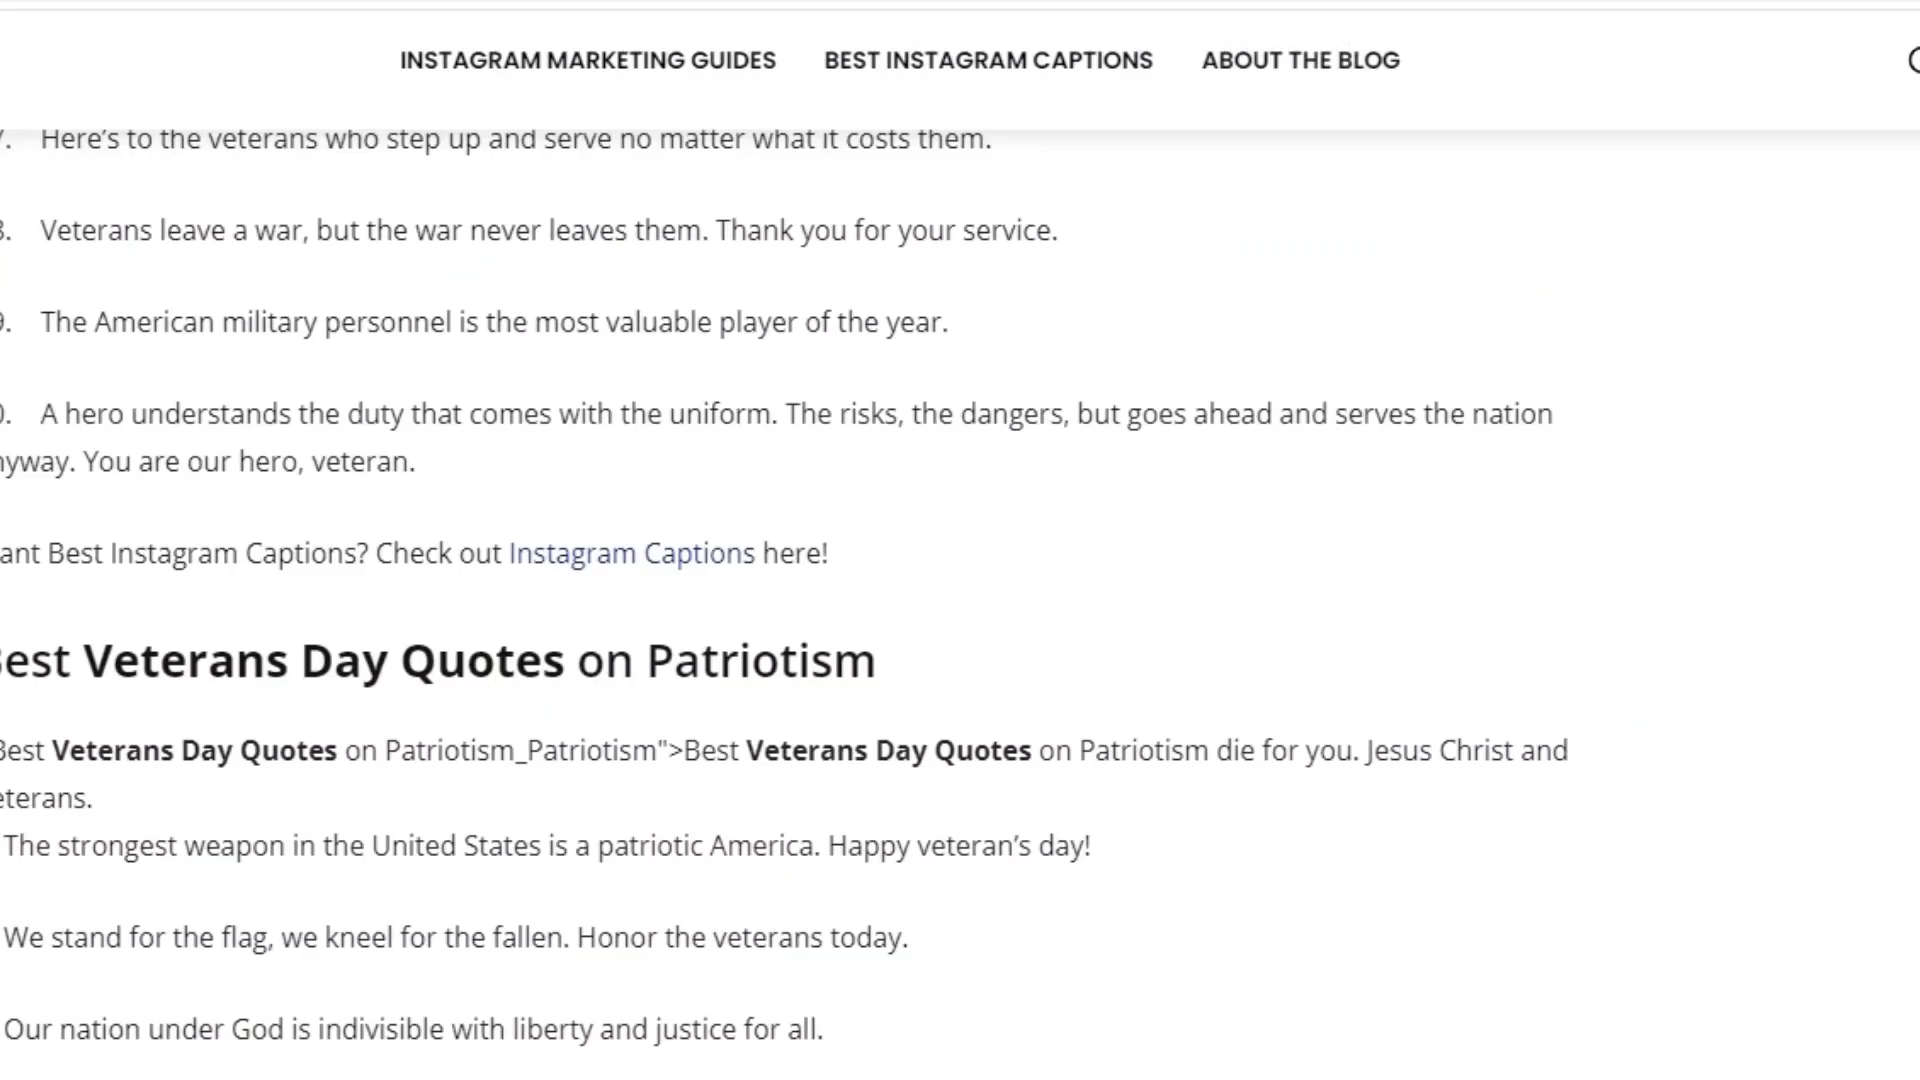 INSTAGRAM MARKETING GUIDES BEST INSTAGRAM CAPTIONS ABOUT THE BLOG
. Here’s to the veterans who step up and serve no matter what it costs them.
. Veterans leave a war, but the war never leaves them. Thank you for your service.
. The American military personnel is the most valuable player of the year.
. A hero understands the duty that comes with the uniform. The risks, the dangers, but goes ahead and serves the nation
nyway. You are our hero, veteran.
ant Best Instagram Captions? Check out Instagram Captions here!
est Veterans Day Quotes on Patriotism
Best Veterans Day Quotes on Patriotism_Patriotism">Best Veterans Day Quotes on Patriotism die for you. Jesus Christ and
eterans.
The strongest weapon in the United States is a patriotic America. Happy veteran’s day!
We stand for the flag, we kneel for the fallen. Honor the veterans today.
Our nation under God is indivisible with liberty and justice for all.